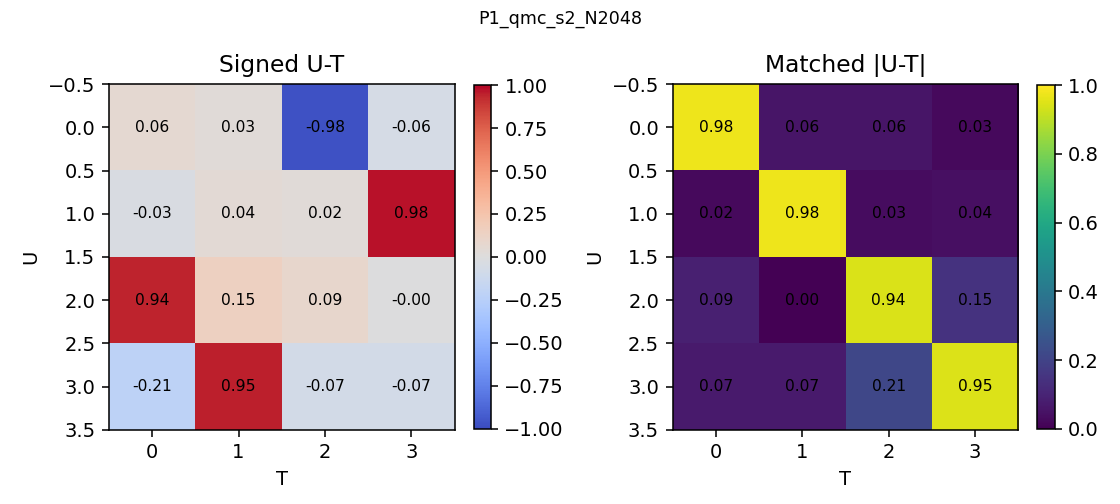 P1_qmc_s2_N2048
Signed U-T
−0.5
0.0
0.5
1.0
1.5
2.0
2.5
3.0
3.5
U
0.06 0.03 -0.98 -0.06
-0.03 0.04 0.02 0.98
0.94 0.15 0.09 -0.00
-0.21 0.95 -0.07 -0.07
0 1 2 3
T
1.00
0.75
0.50
0.25
0.00
−0.25
−0.50
−0.75
−1.00
Matched |U-T|
−0.5
0.0
0.5
1.0
1.5
2.0
2.5
3.0
3.5
U
0.98 0.06 0.06 0.03
0.02 0.98 0.03 0.04
0.09 0.00 0.94 0.15
0.07 0.07 0.21 0.95
0 1 2 3
T
1.0
0.8
0.6
0.4
0.2
0.0